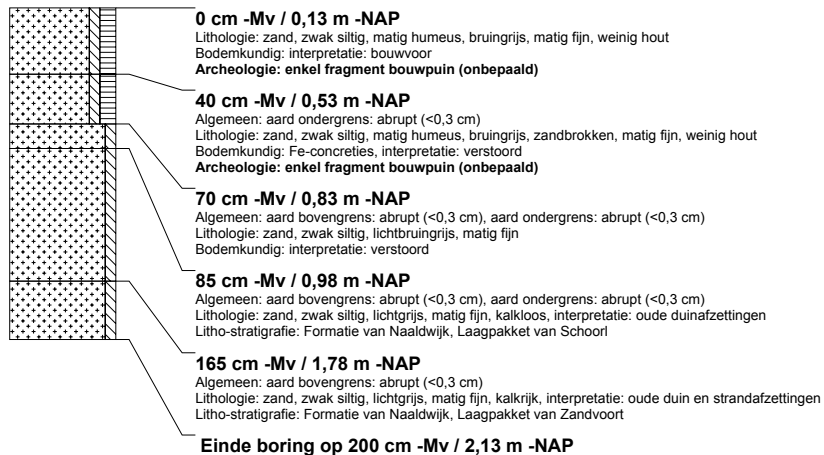 0 cm -Mv / 0,13 m -NAP
Lithologie: zand, zwak siltig, matig humeus, bruingrijs, matig fijn, weinig hout
Bodemkundig: interpretatie: bouwvoor
Archeologie: enkel fragment bouwpuin (onbepaald)
40 cm -Mv / 0,53 m -NAP
Algemeen: aard ondergrens: abrupt (<0,3 cm)
Lithologie: zand, zwak siltig, matig humeus, bruingrijs, zandbrokken, matig fijn, weinig hout
Bodemkundig: Fe-concreties, interpretatie: verstoord
Archeologie: enkel fragment bouwpuin (onbepaald)
70 cm -Mv / 0,83 m -NAP
Algemeen: aard bovengrens: abrupt (<0,3 cm), aard ondergrens: abrupt (<0,3 cm)
Lithologie: zand, zwak siltig, lichtbruingrijs, matig fijn
Bodemkundig: interpretatie: verstoord
85 cm -Mv / 0,98 m -NAP
Algemeen: aard bovengrens: abrupt (<0,3 cm), aard ondergrens: abrupt (<0,3 cm)
Lithologie: zand, zwak siltig, lichtgrijs, matig fijn, kalkloos, interpretatie: oude duinafzettingen
Litho-stratigrafie: Formatie van Naaldwijk, Laagpakket van Schoorl
165 cm -Mv / 1,78 m -NAP
Algemeen: aard bovengrens: abrupt (<0,3 cm)
Lithologie: zand, zwak siltig, lichtgrijs, matig fijn, kalkrijk, interpretatie: oude duin en strandafzettingen
Litho-stratigrafie: Formatie van Naaldwijk, Laagpakket van Zandvoort
Einde boring op 200 cm -Mv / 2,13 m -NAP